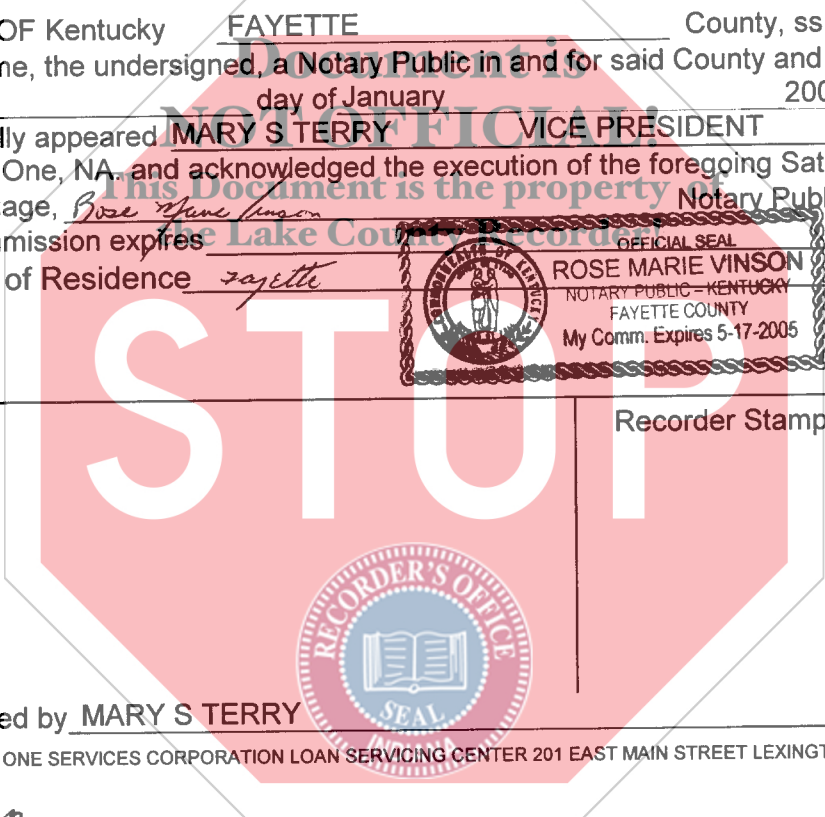 OF Kentucky FAYETTE County, ss
me, the undersigned, a Notary Public in and for said County and
day of January 200
lly appeared MARY S TERRY VICE PRESIDENT
One, NA. and acknowledged the execution of the foregoing Sat
age, Rose Marie Vinson Notary Publ
mission expires
of Residence Fayette
Document is
NOT OFFICIAL!
This Document is the property of
the Lake County Recorder!
OFFICIAL SEAL
ROSE MARIE VINSON
NOTARY PUBLIC – KENTUCKY
FAYETTE COUNTY
My Comm. Expires 5-17-2005
COMMONWEALTH OF KENTUCKY
STOP
Recorder Stamp
RECORDER'S OFFICE
SEAL
INDIANA
ed by MARY S TERRY
ONE SERVICES CORPORATION LOAN SERVICING CENTER 201 EAST MAIN STREET LEXINGT